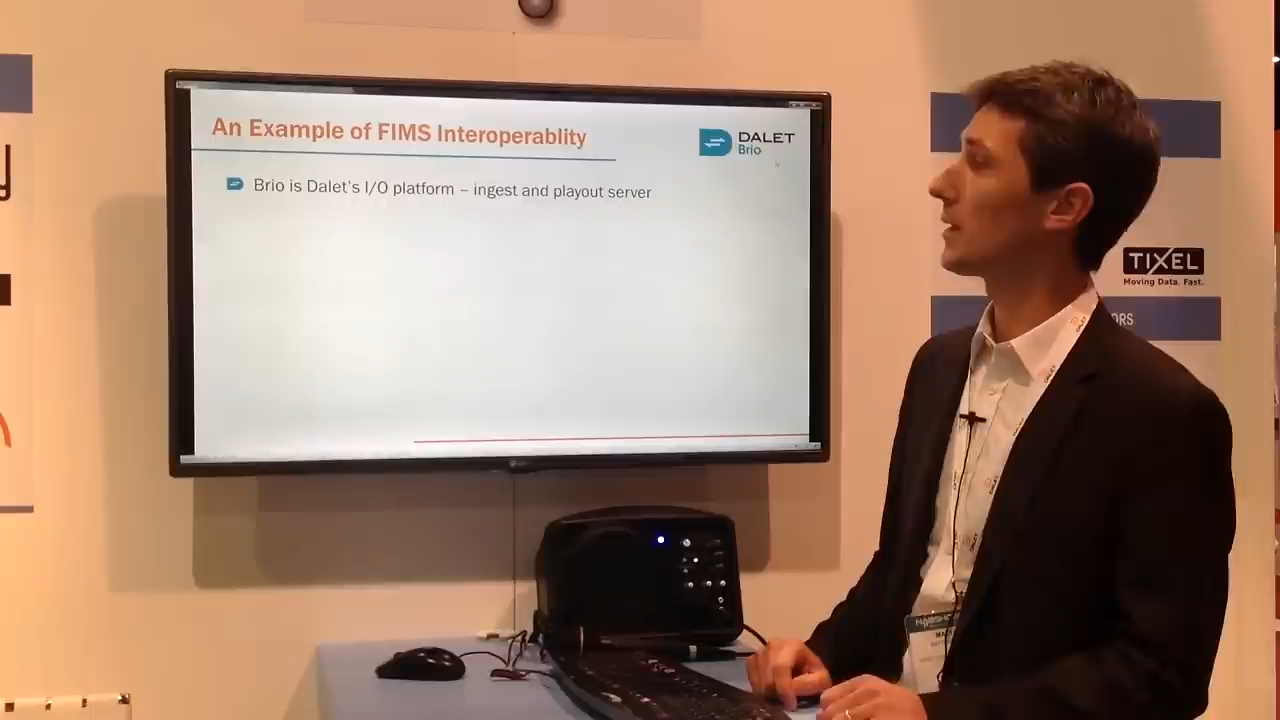 An Example of FIMS Interoperablity
DALET
Brio
Brio is Dalet's I/O platform – ingest and playout server
TIXEL
Moving Data. Fast.
ORS